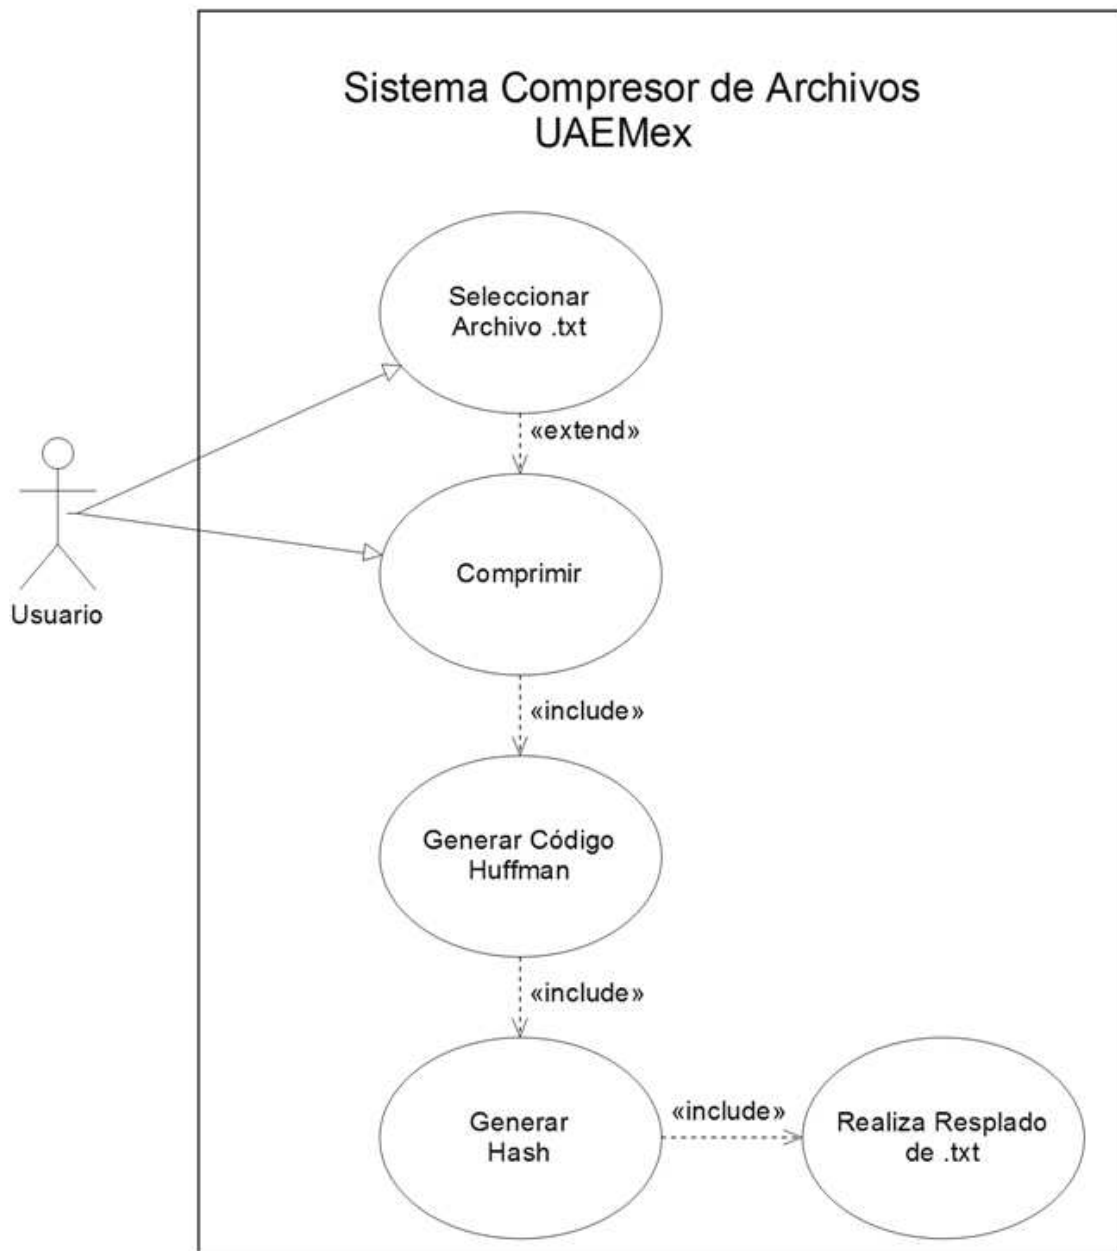 Sistema Compresor de Archivos
UAEMex
Seleccionar
Archivo .txt
«extend»
Comprimir
Usuario
«include»
Generar Código
Huffman
«include»
Generar
Hash
«include»
Realiza Resplado
de .txt